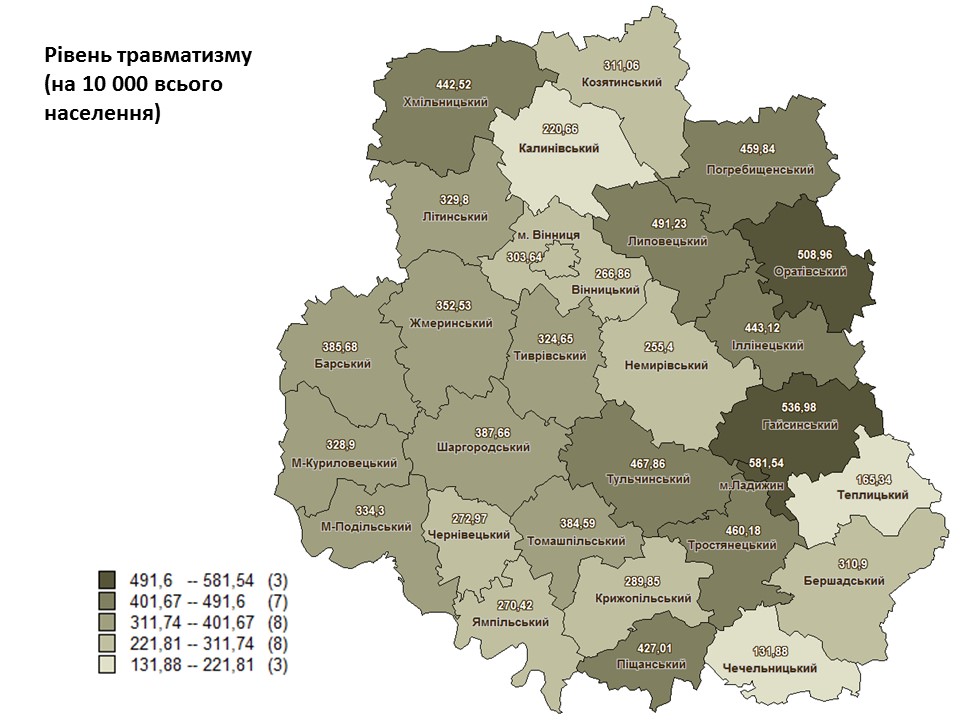 Рівень травматизму
(на 10 000 всього
населення)
311,06
Козятинський
442,52
Хмільницький
220,66
Калинівський
459,84
Погребищенський
329,8
Літинський
491,23
Липовецький
м. Вінниця
303,64
508,96
Оратівський
266,86
Вінницький
352,53
Жмеринський
443,12
Іллінецький
324,65
Тиврівський
385,68
Барський
255,4
Немирівський
536,98
Гайсинський
387,66
Шаргородський
328,9
М-Куриловецький
467,86
Тульчинський
581,54
м.Ладижин
165,34
Теплицький
334,3
М-Подільський
272,97
Чернівецький
384,59
Томашпільський
460,18
Тростянецький
310,9
Бершадський
289,85
Крижопільський
270,42
Ямпільський
427,01
Піщанський
131,88
Чечельницький
491,6 -- 581,54 (3)
401,67 -- 491,6 (7)
311,74 -- 401,67 (8)
221,81 -- 311,74 (8)
131,88 -- 221,81 (3)